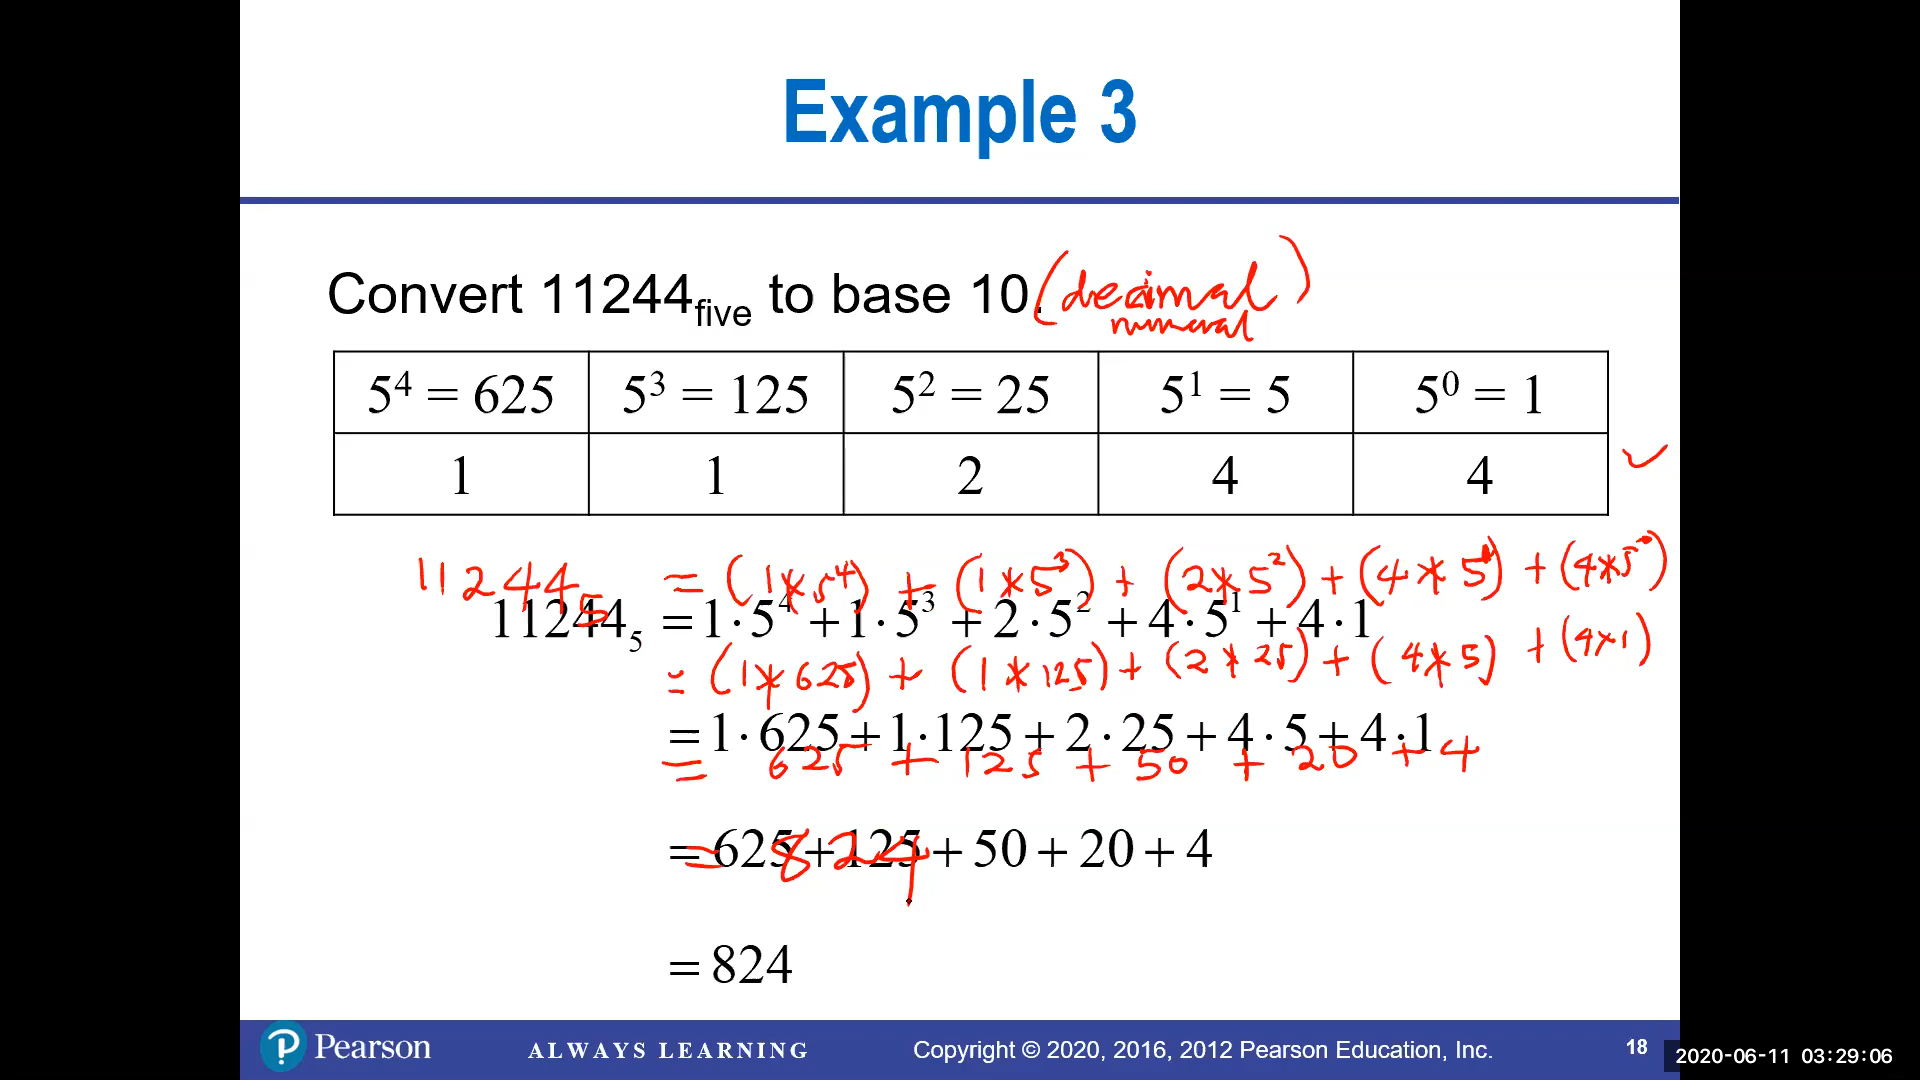 Example 3
Convert 11244five to base 10. (decimal numeral)
5⁴ = 625 5³ = 125 5² = 25 5¹ = 5 5⁰ = 1
1 1 2 4 4 ✓
11244₅ = (1*5⁴) + (1*5³) + (2*5²) + (4*5¹) + (4*5⁰)
11244₅ = 1·5⁴ + 1·5³ + 2·5² + 4·5¹ + 4·1
= (1*625) + (1*125) + (2*25) + (4*5) + (4×1)
= 1·625 + 1·125 + 2·25 + 4·5 + 4·1
= 625 + 125 + 50 + 20 + 4
= 625 + 125 + 50 + 20 + 4
= 824
= 824
Pearson ALWAYS LEARNING Copyright © 2020, 2016, 2012 Pearson Education, Inc. 18
2020-06-11 03:29:06